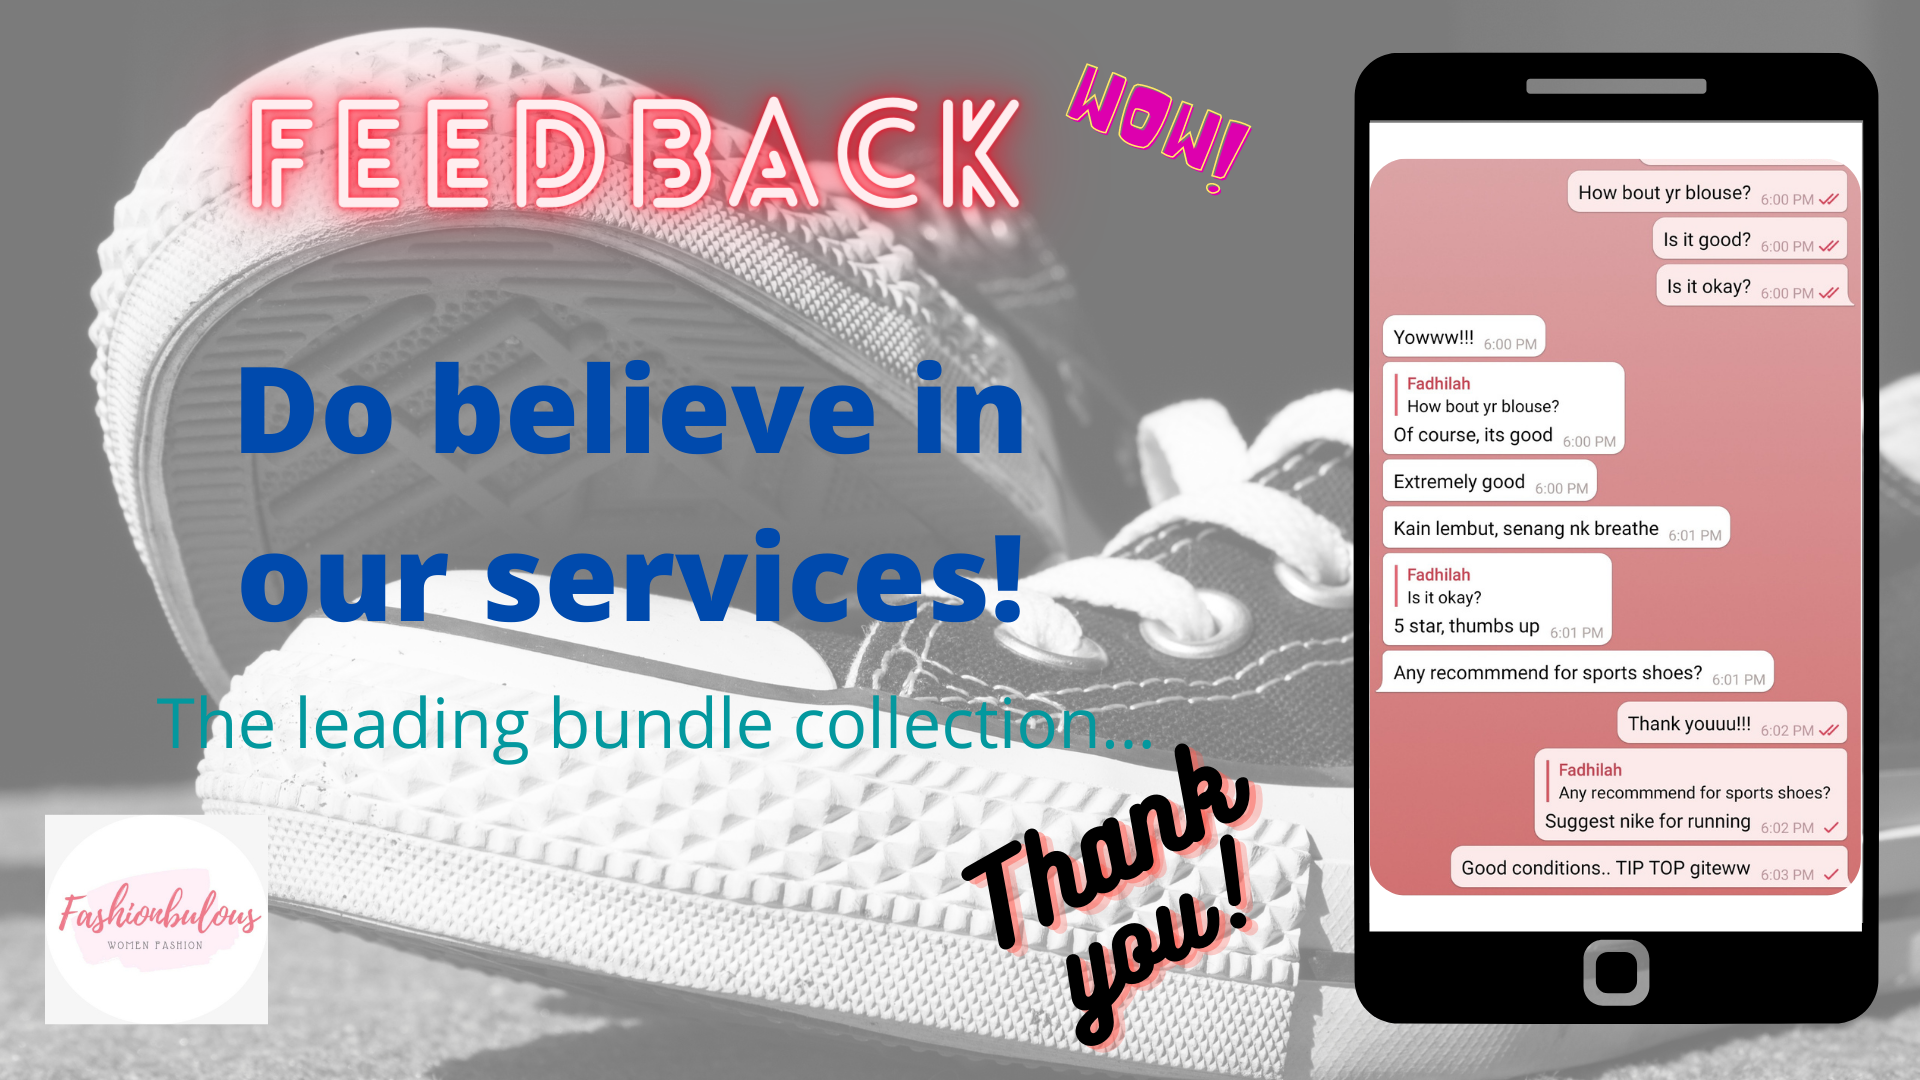 FEEDBACK
WOW!
Do believe in
our services!
The leading bundle collection...
Thank
you!
Fashionbulous
WOMEN FASHION
How bout yr blouse? 6:00 PM
Is it good? 6:00 PM
Is it okay? 6:00 PM
Yowww!!! 6:00 PM
Fadhilah
How bout yr blouse?
Of course, its good 6:00 PM
Extremely good 6:00 PM
Kain lembut, senang nk breathe 6:01 PM
Fadhilah
Is it okay?
5 star, thumbs up 6:01 PM
Any recommmend for sports shoes? 6:01 PM
Thank youuu!!! 6:02 PM
Fadhilah
Any recommmend for sports shoes?
Suggest nike for running 6:02 PM
Good conditions.. TIP TOP giteww 6:03 PM